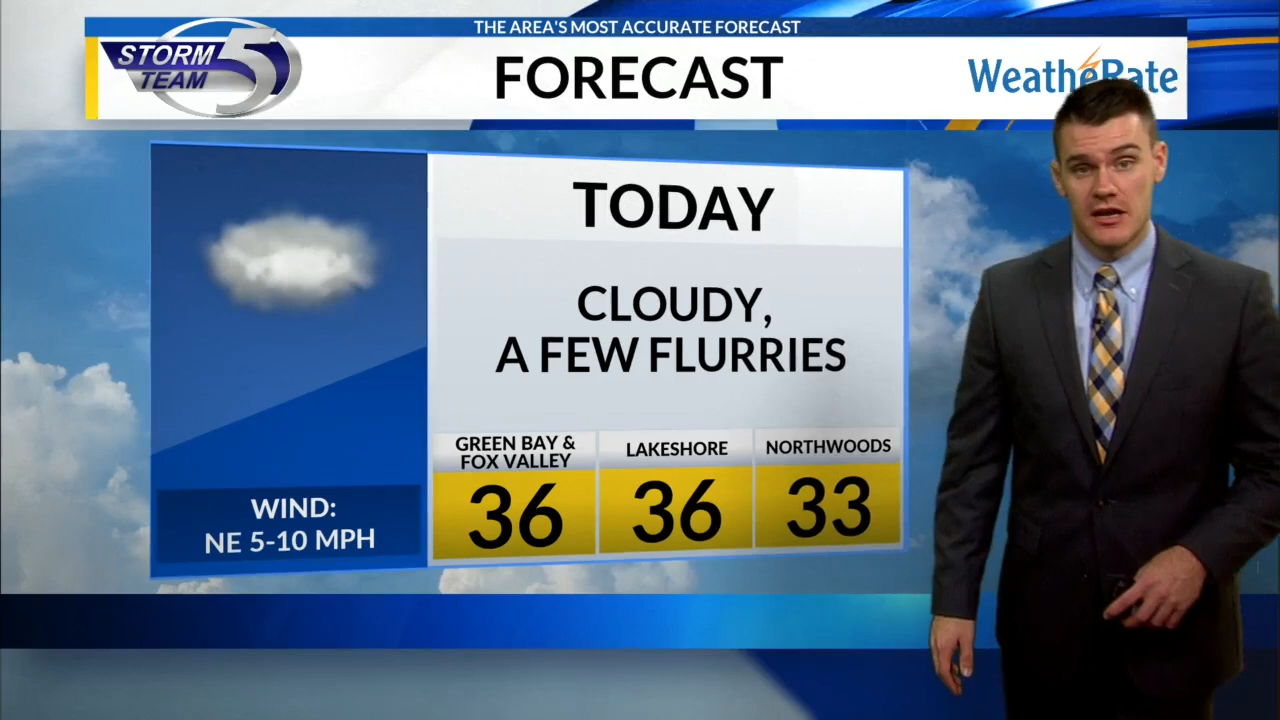 THE AREA'S MOST ACCURATE FORECAST
STORM
TEAM
5
FORECAST
WeatheRate
TODAY
CLOUDY,
A FEW FLURRIES
GREEN BAY &
FOX VALLEY
LAKESHORE
NORTHWOODS
36
36
33
WIND:
NE 5-10 MPH